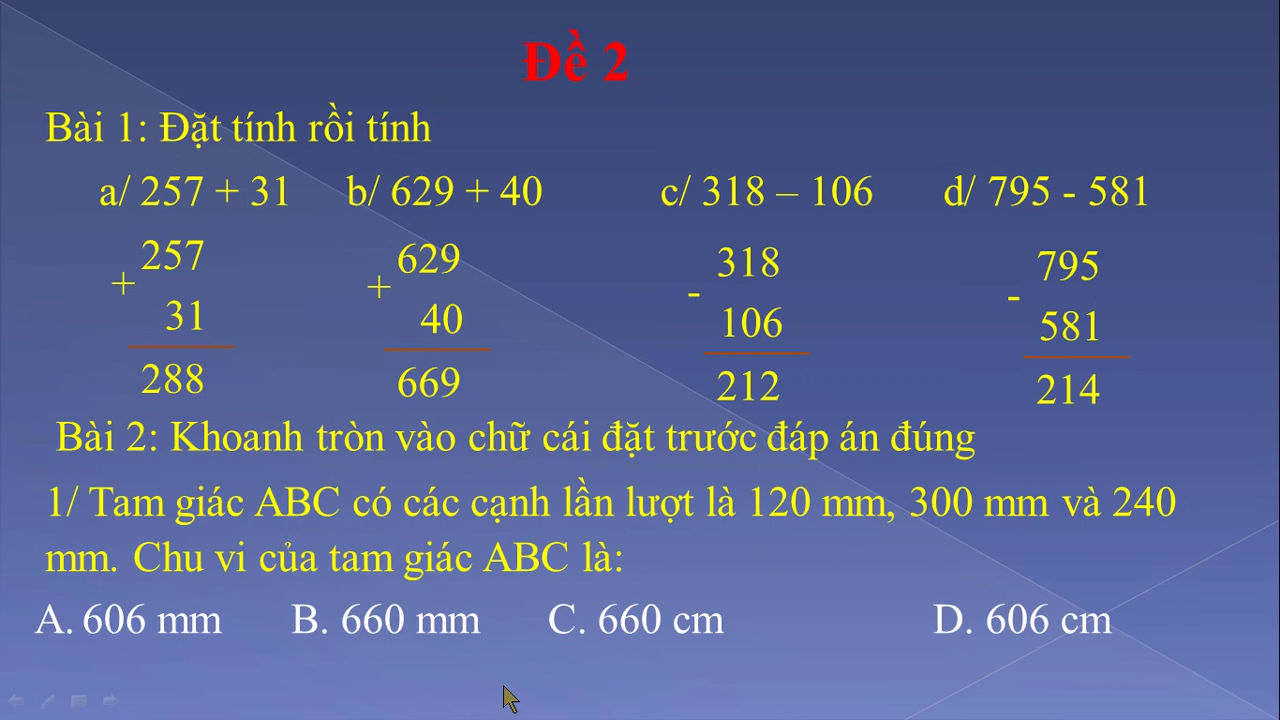 Đề 2
Bài 1: Đặt tính rồi tính
a/ 257 + 31 b/ 629 + 40 c/ 318 – 106 d/ 795 - 581
257 629 318 795
+ + - -
31 40 106 581
288 669 212 214
Bài 2: Khoanh tròn vào chữ cái đặt trước đáp án đúng
1/ Tam giác ABC có các cạnh lần lượt là 120 mm, 300 mm và 240
mm. Chu vi của tam giác ABC là:
A. 606 mm B. 660 mm C. 660 cm D. 606 cm